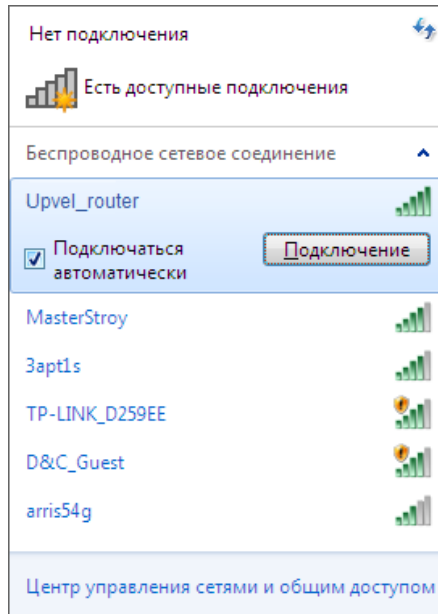 Нет подключения
Есть доступные подключения
Беспроводное сетевое соединение
Upvel_router
Подключаться
автоматически
Подключение
MasterStroy
3apt1s
TP-LINK_D259EE
D&C_Guest
arris54g
Центр управления сетями и общим доступом